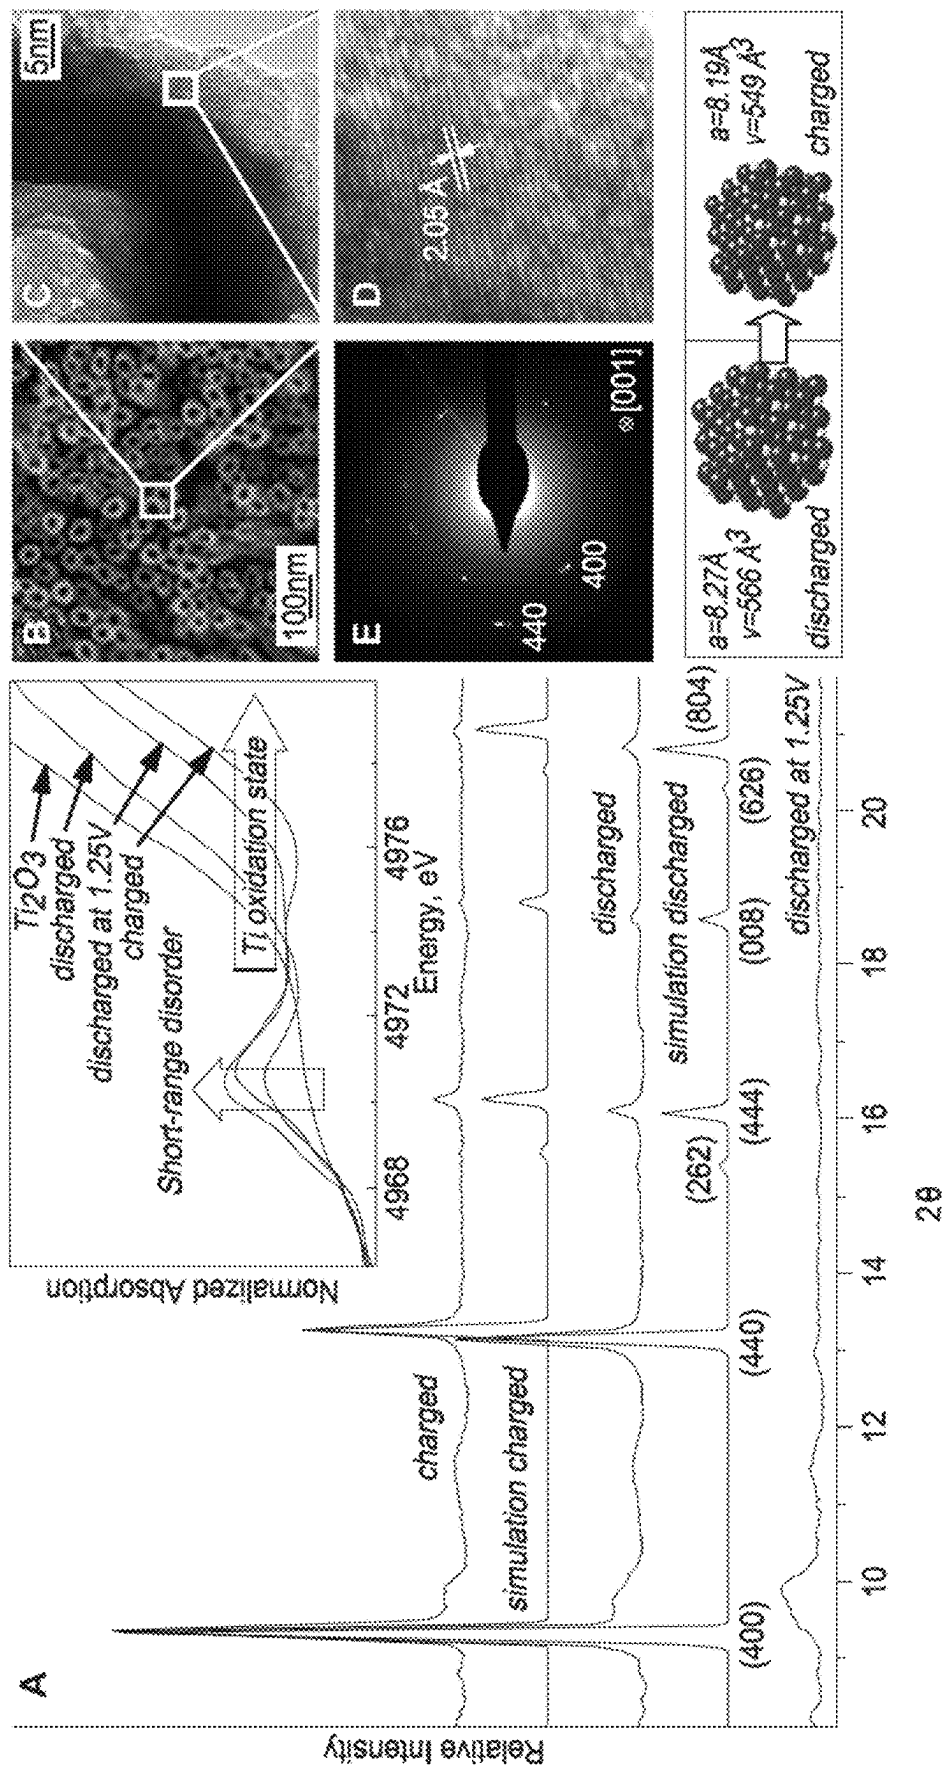 A
Relative Intensity
Normalized Absorption
Ti2O3
discharged
discharged at 1.25V
charged
Short-range disorder
Ti oxidation state
4968
4972
4976
Energy, eV
charged
simulation charged
discharged
simulation discharged
(400)
(440)
(262)
(444)
(008)
(626)
(804)
discharged at 1.25V
10
12
14
16
18
20
2θ
B
100nm
C
5nm
E
440
400
⊗[001]
D
2.05 Å
a=8.27Å
v=566 Å3
discharged
a=8.19Å
v=549 Å3
charged